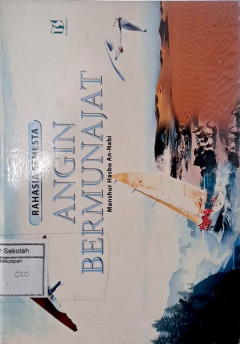 RAHASIA SEMESTA
ANGIN
BERMUNAJAT
Manshur Hasbu An-Nabi
Sekolah